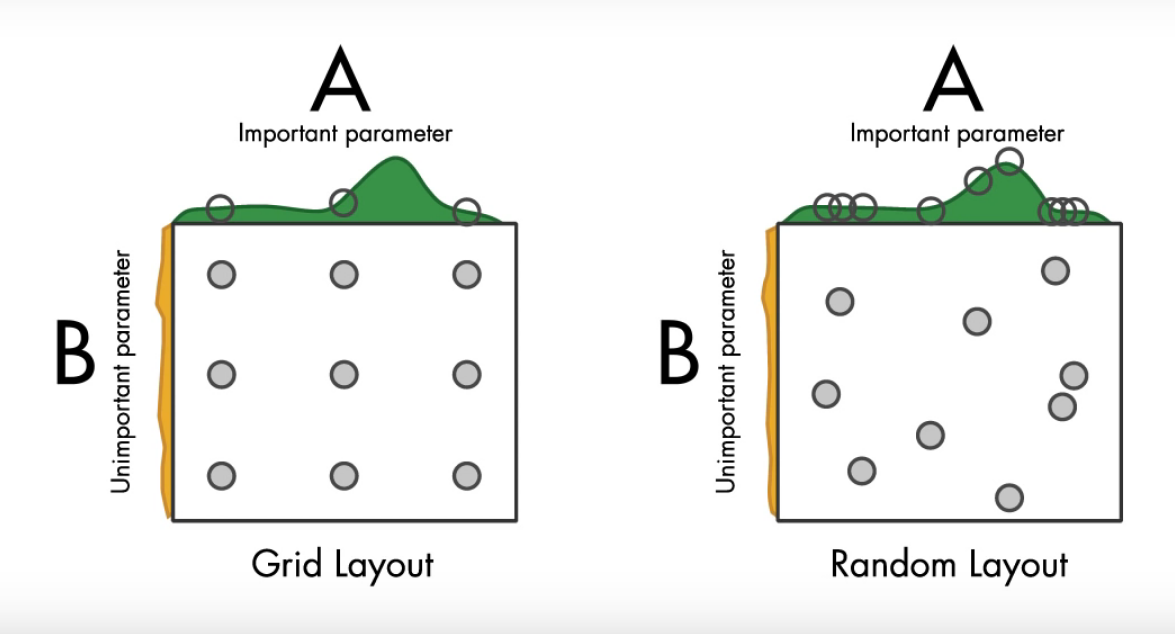 A
Important parameter
B
Unimportant parameter
Grid Layout
A
Important parameter
B
Unimportant parameter
Random Layout